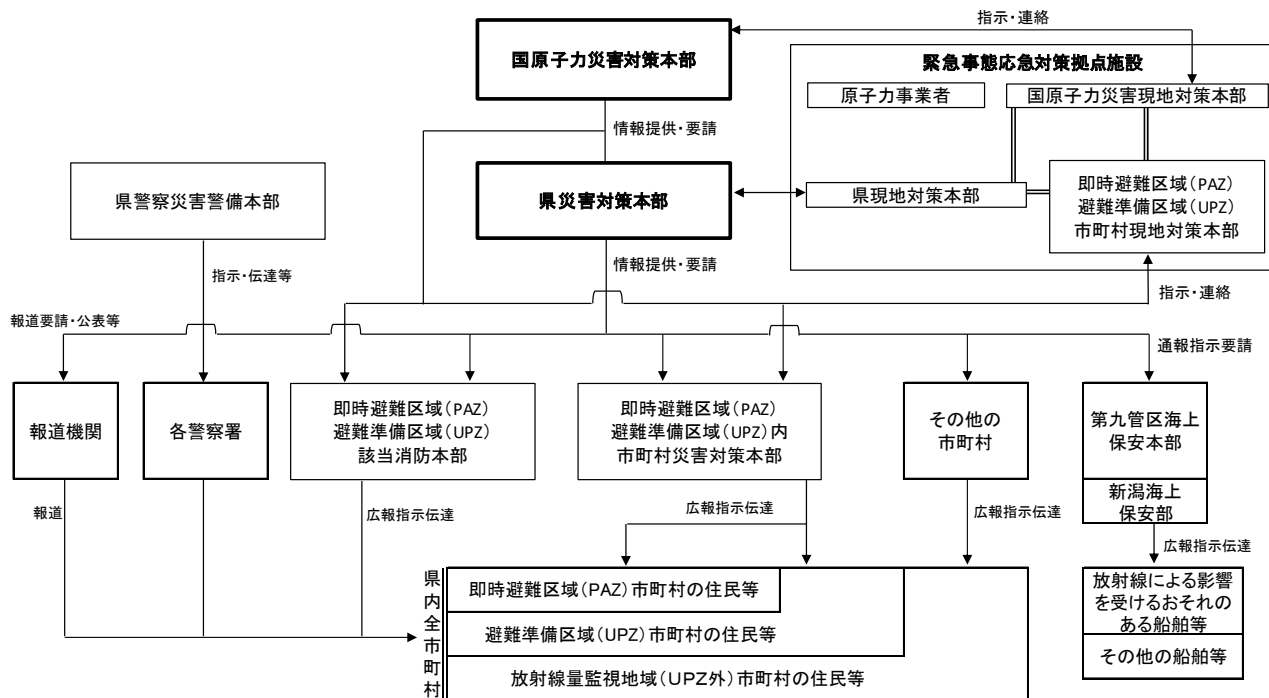 指示・連絡
国原子力災害対策本部
緊急事態応急対策拠点施設
原子力事業者
国原子力災害現地対策本部
情報提供・要請
県警察災害警備本部
県災害対策本部
県現地対策本部
即時避難区域(PAZ)
避難準備区域(UPZ)
市町村現地対策本部
指示・伝達等
情報提供・要請
指示・連絡
報道要請・公表等
通報指示要請
報道機関
各警察署
即時避難区域(PAZ)
避難準備区域(UPZ)
該当消防本部
即時避難区域(PAZ)
避難準備区域(UPZ)内
市町村災害対策本部
その他の
市町村
第九管区海上
保安本部
新潟海上
保安部
報道
広報指示伝達
広報指示伝達
広報指示伝達
広報指示伝達
県内全市町村
即時避難区域(PAZ)市町村の住民等
避難準備区域(UPZ)市町村の住民等
放射線量監視地域(UPZ外)市町村の住民等
放射線による影響
を受けるおそれの
ある船舶等
その他の船舶等